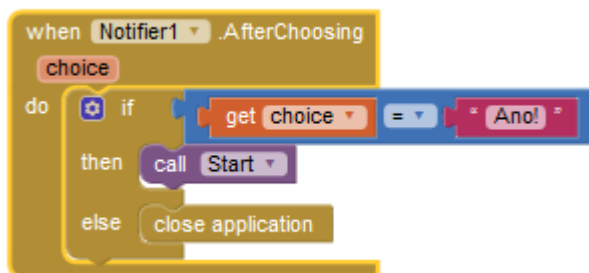 when Notifier1 .AfterChoosing
choice
do if get choice = " Ano! "
then call Start
else close application